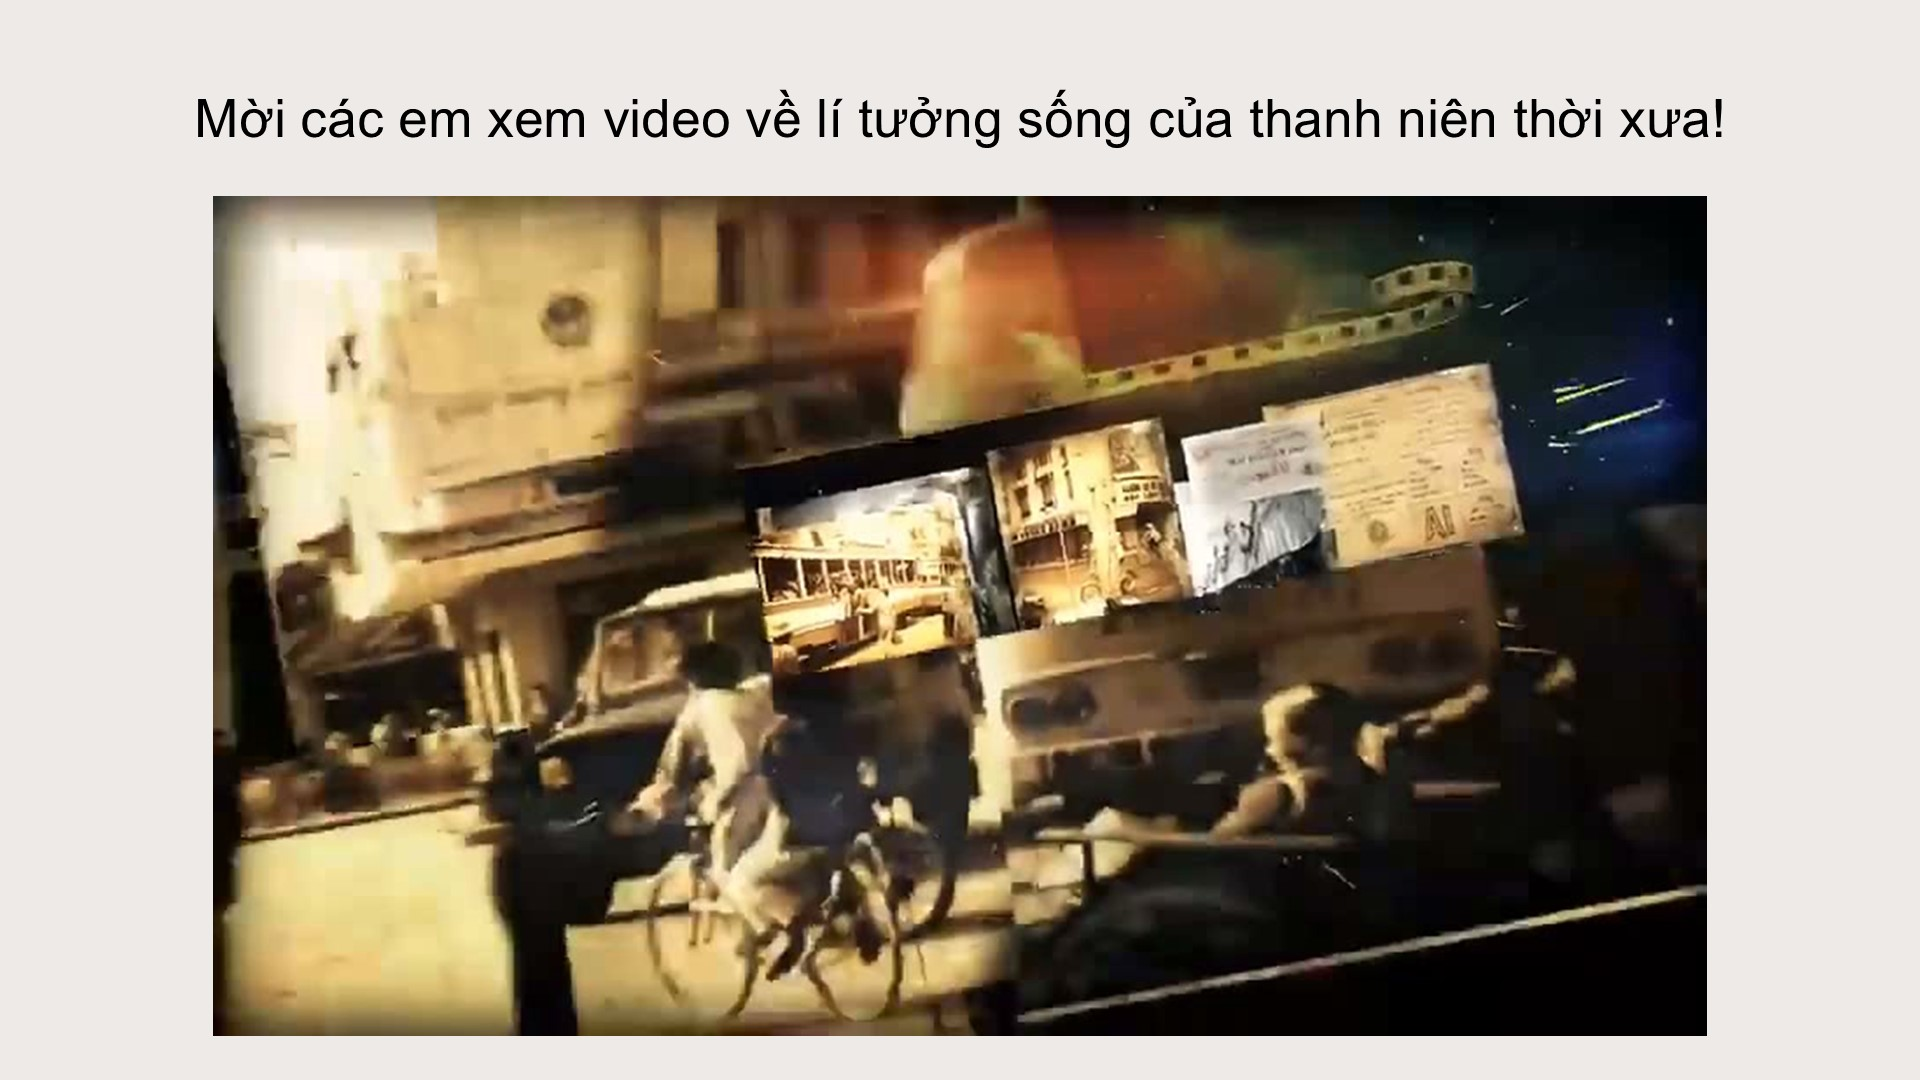 Mời các em xem video về lí tưởng sống của thanh niên thời xưa!